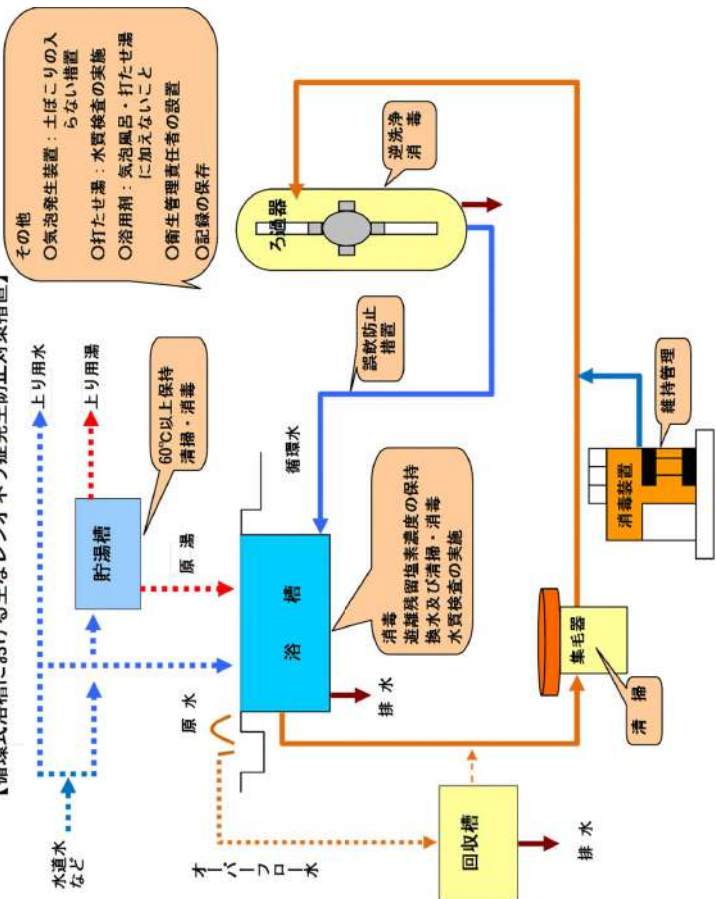 【循環式浴槽における主なレジオネラ症発生防止対策措置】
水道水
など
上り用水
上り用湯
貯湯槽
60℃以上保持
清掃・消毒
原 湯
原 水
オーバーフロー水
浴 槽
循環水
排 水
消毒
遊離残留塩素濃度の保持
換水及び清掃・消毒
水質検査の実施
誤飲防止
措置
ろ過器
逆洗浄
消 毒
回収槽
排 水
集毛器
清 掃
消毒装置
維持管理
その他
○気泡発生装置：土ぼこりの入
らない措置
○打たせ湯：水質検査の実施
○浴用剤：気泡風呂・打たせ湯
に加えないこと
○衛生管理責任者の設置
○記録の保存